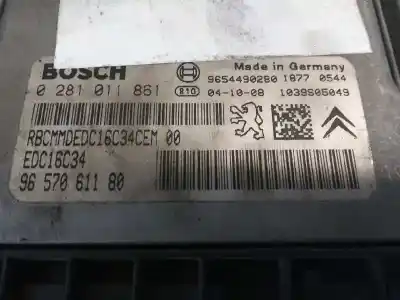 BOSCH
Made in Germany
9654490280 1877 0544
0 281 011 861
R10 04-10-08 1039S05049
RBCMMDEDC16C34CEM 00
EDC16C34
96 570 611 80